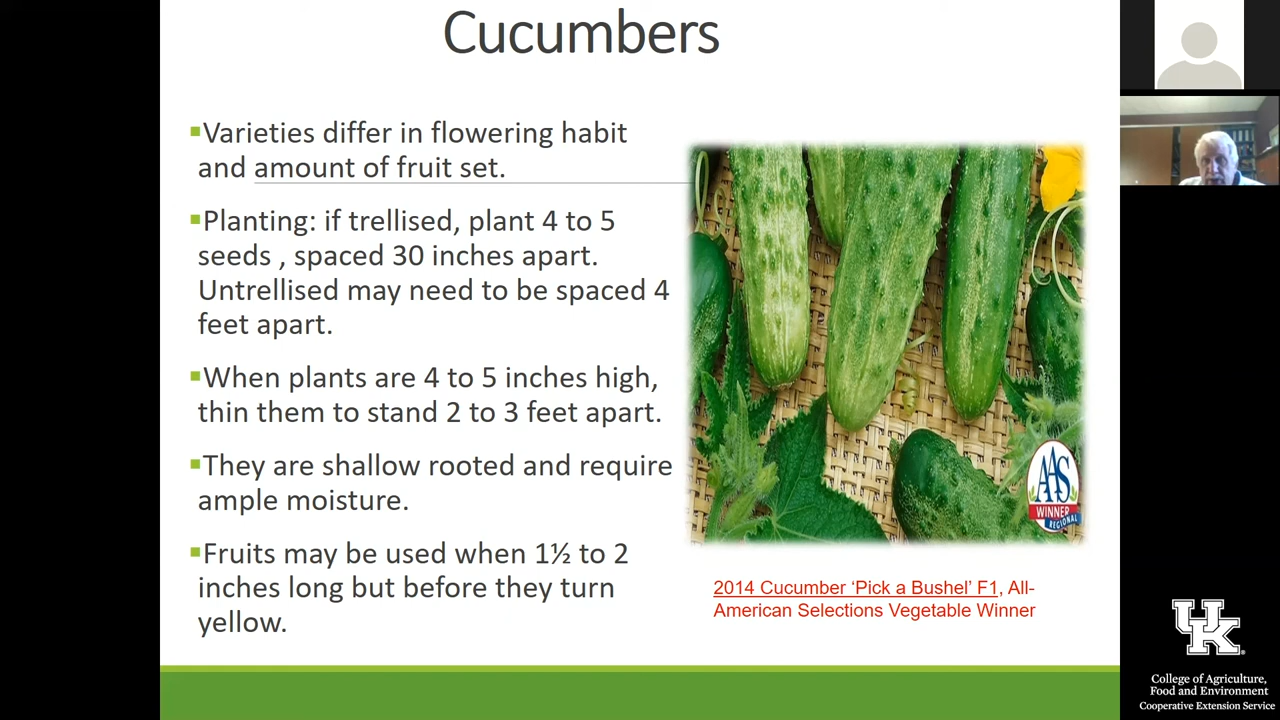 Cucumbers
▪Varieties differ in flowering habit
and amount of fruit set.
▪Planting: if trellised, plant 4 to 5
seeds , spaced 30 inches apart.
Untrellised may need to be spaced 4
feet apart.
▪When plants are 4 to 5 inches high,
thin them to stand 2 to 3 feet apart.
▪They are shallow rooted and require
ample moisture.
▪Fruits may be used when 1½ to 2
inches long but before they turn
yellow.
AAS
WINNER
REGIONAL
2014 Cucumber ‘Pick a Bushel’ F1, All-
American Selections Vegetable Winner
UK
College of Agriculture,
Food and Environment
Cooperative Extension Service